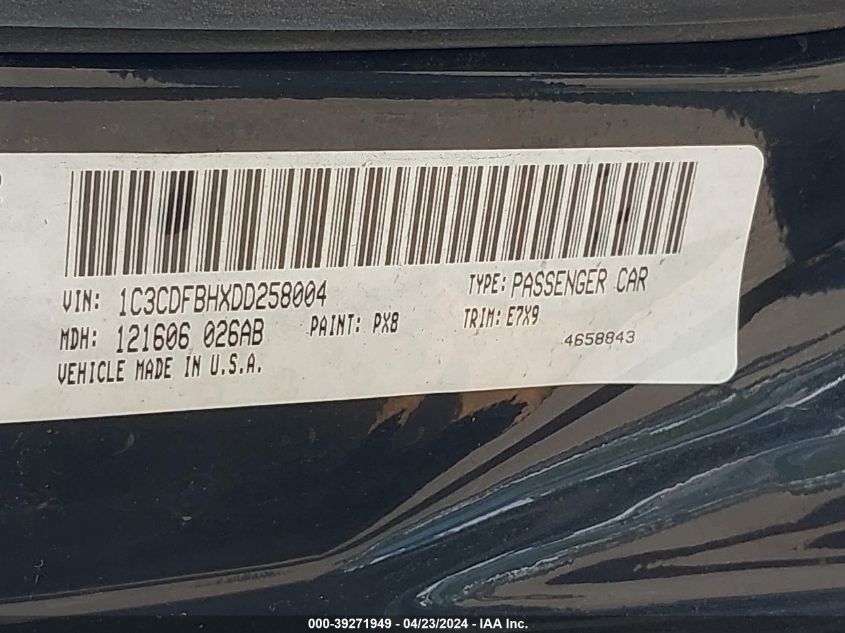 VIN: 1C3CDFBHXDD258004 TYPE: PASSENGER CAR
MDH: 121606 026AB PAINT: PX8 TRIM: E7X9
VEHICLE MADE IN U.S.A. 4658843
000-39271949 - 04/23/2024 - IAA Inc.